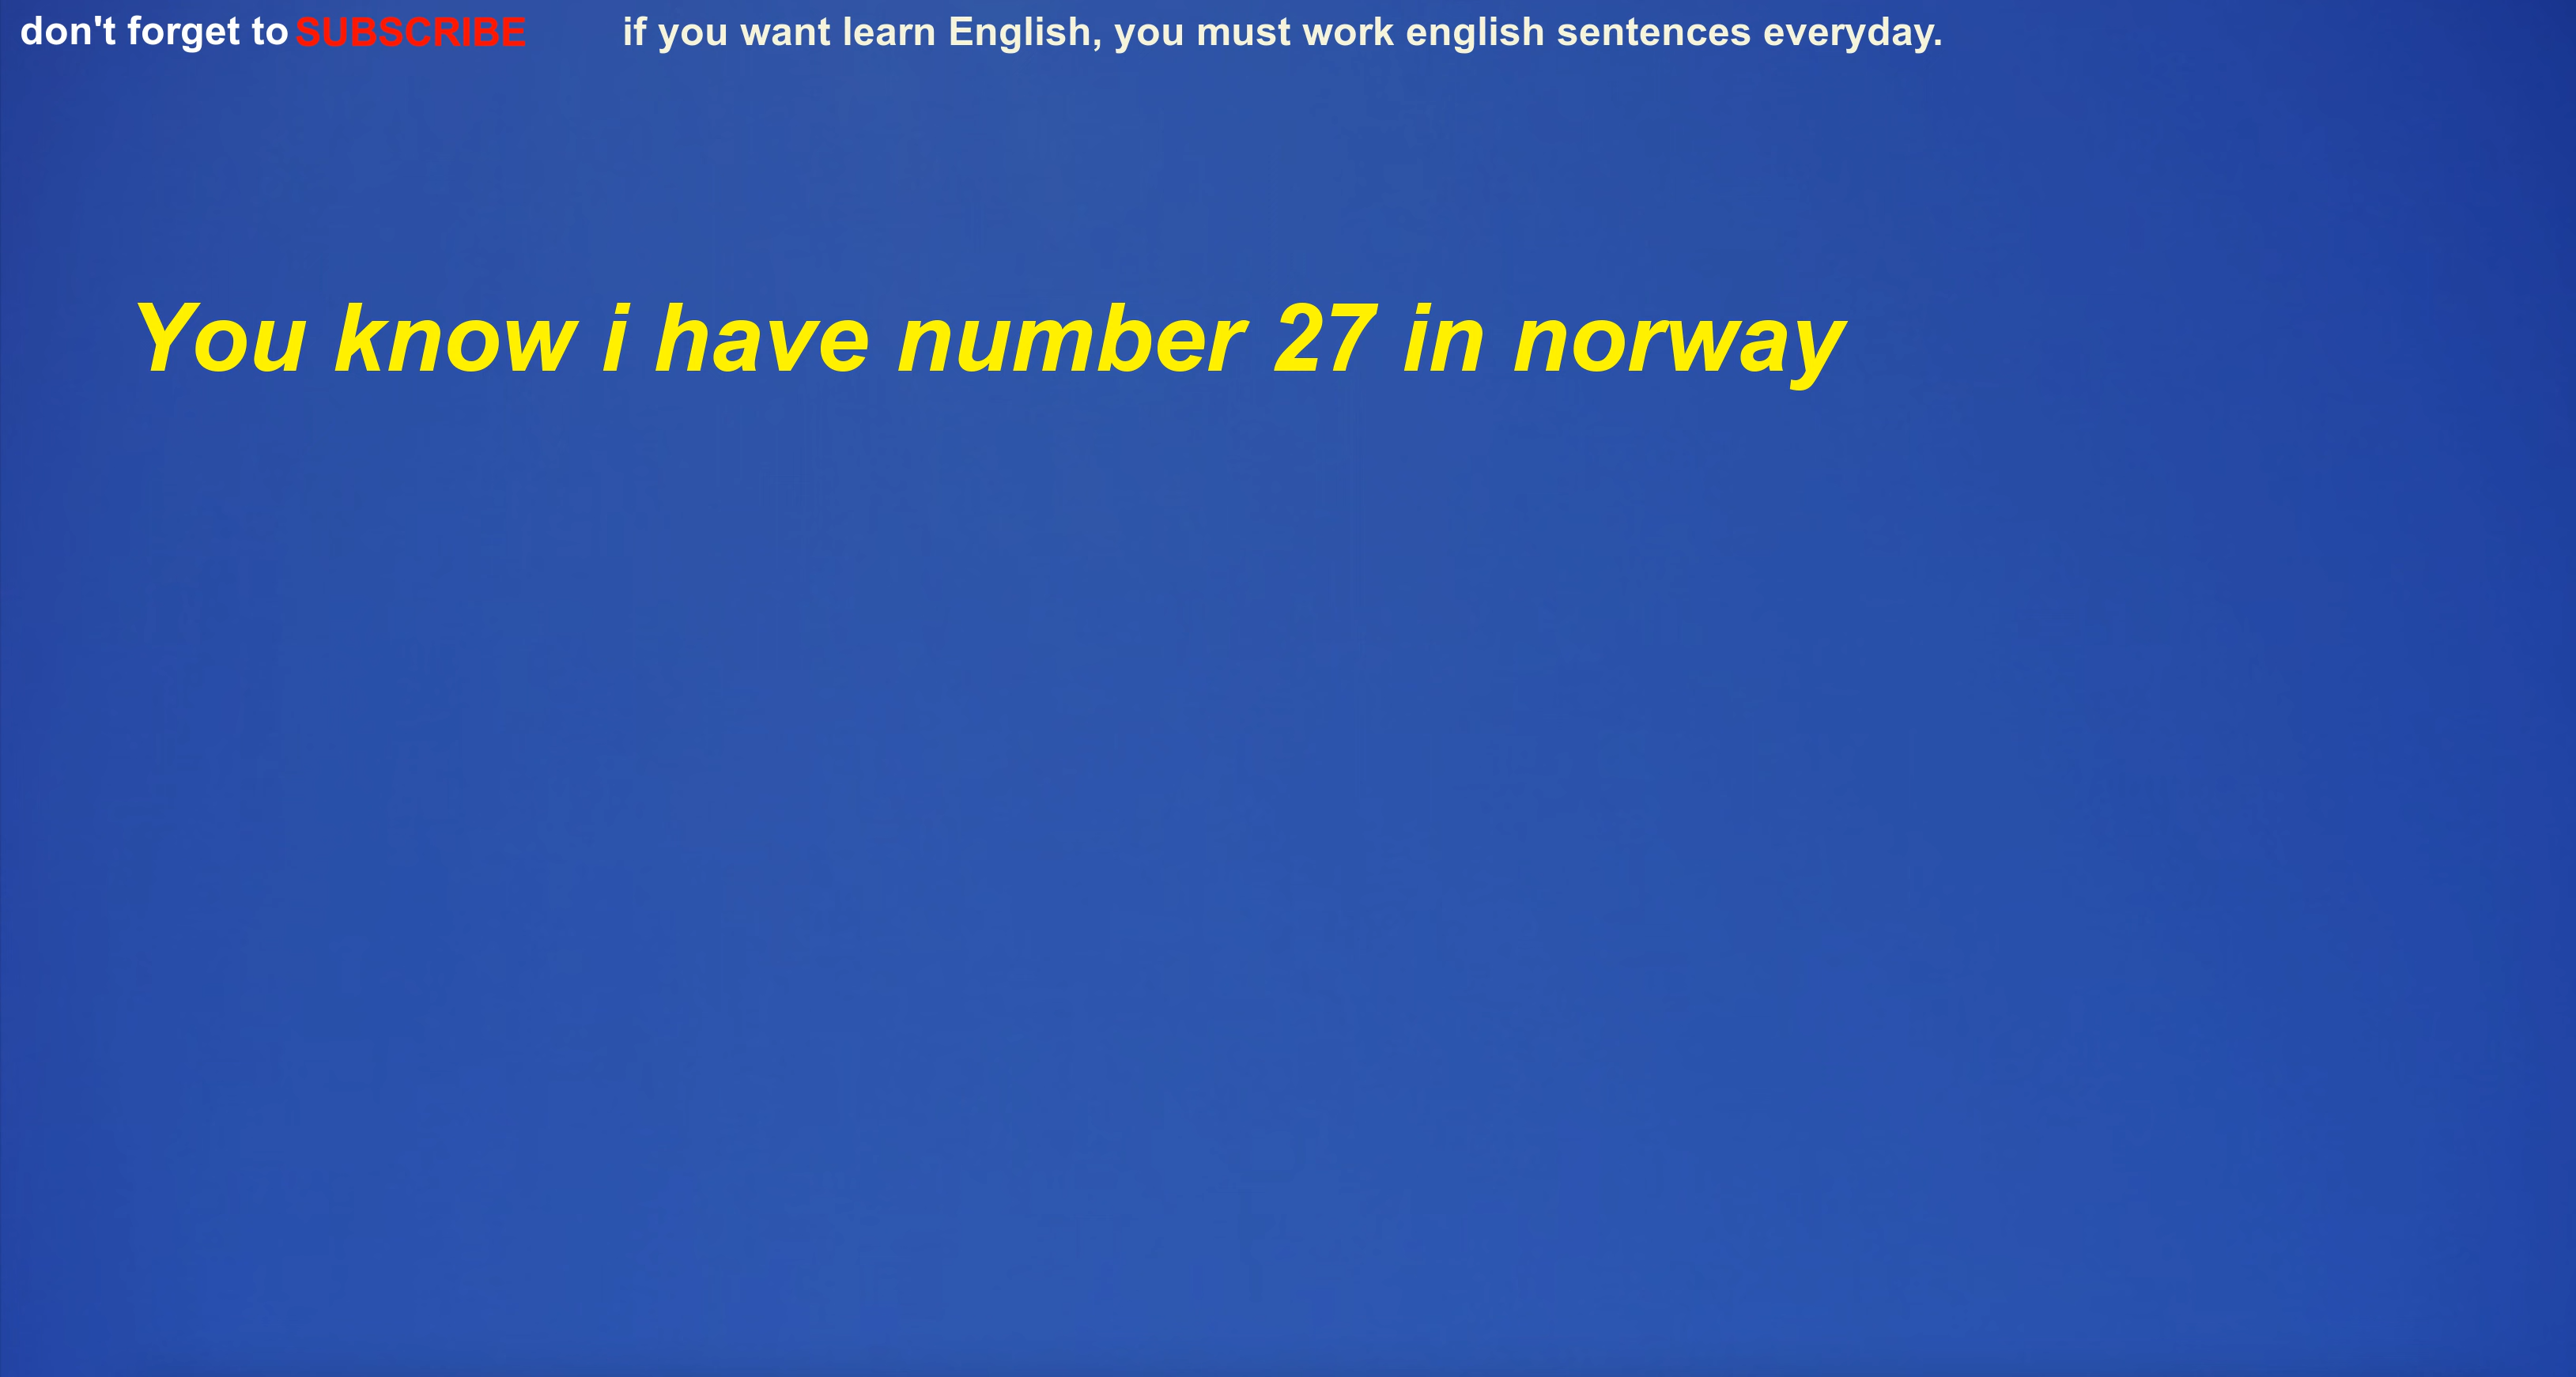 don't forget to SUBSCRIBE if you want learn English, you must work english sentences everyday.
You know i have number 27 in norway